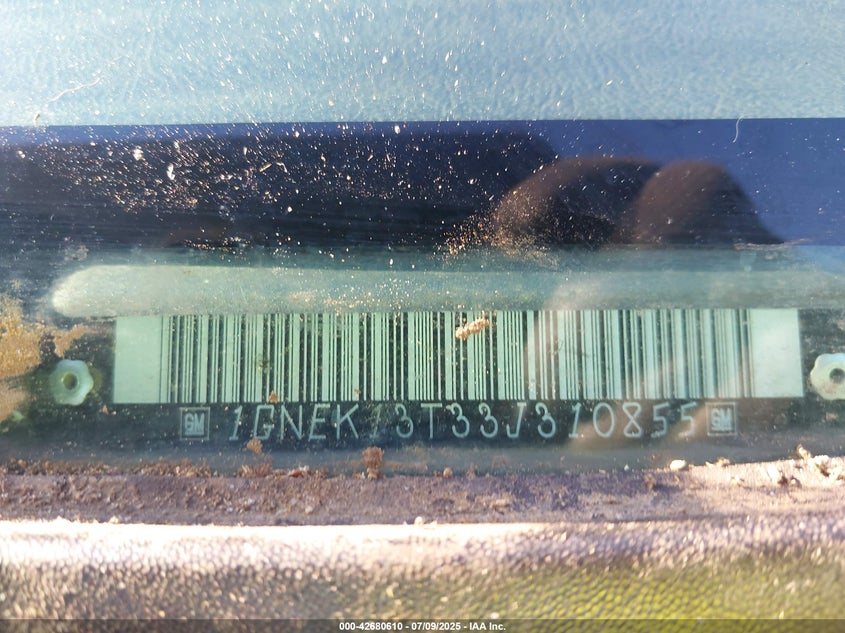 GM 1GNEK13T33J310855 GM
000-42680610 - 07/09/2025 - IAA Inc.